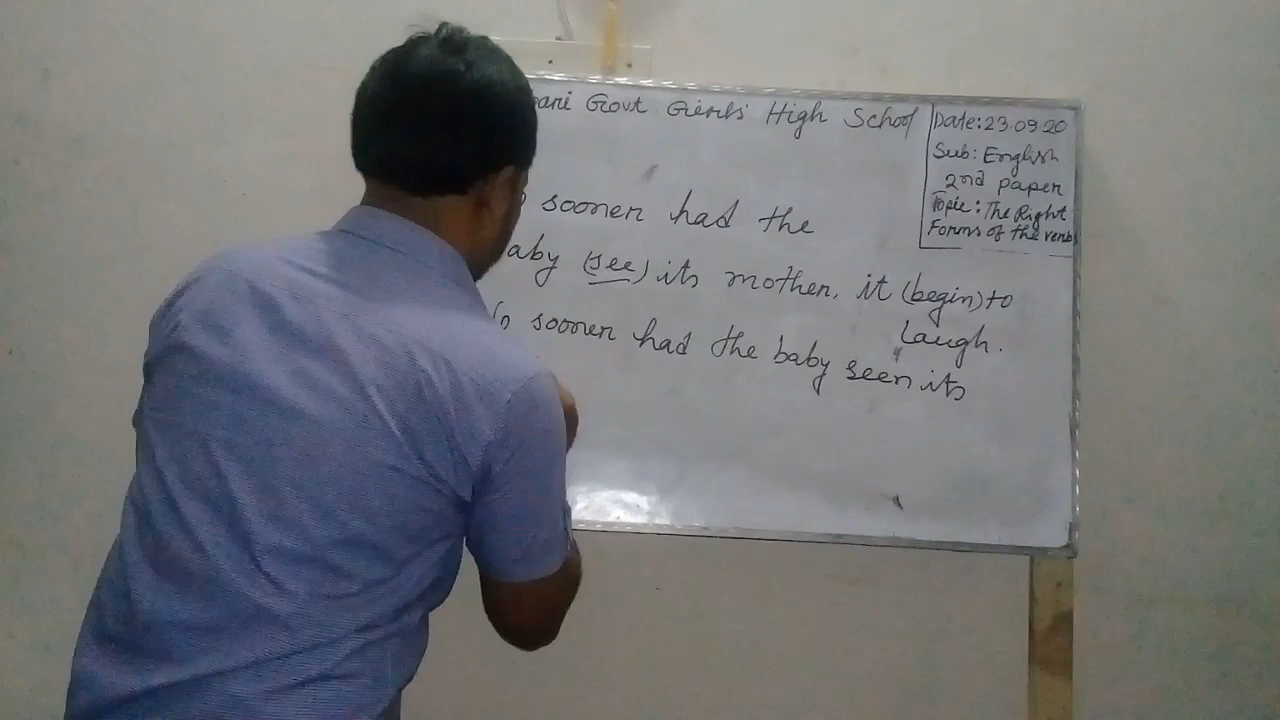 Govt Girls' High School
Date: 23.09.20
Sub: English
2nd paper
Topic: The Right
Forms of the verbs
sooner had the
aby (see) its mother, it (begin) to
laugh.
sooner had the baby seen its